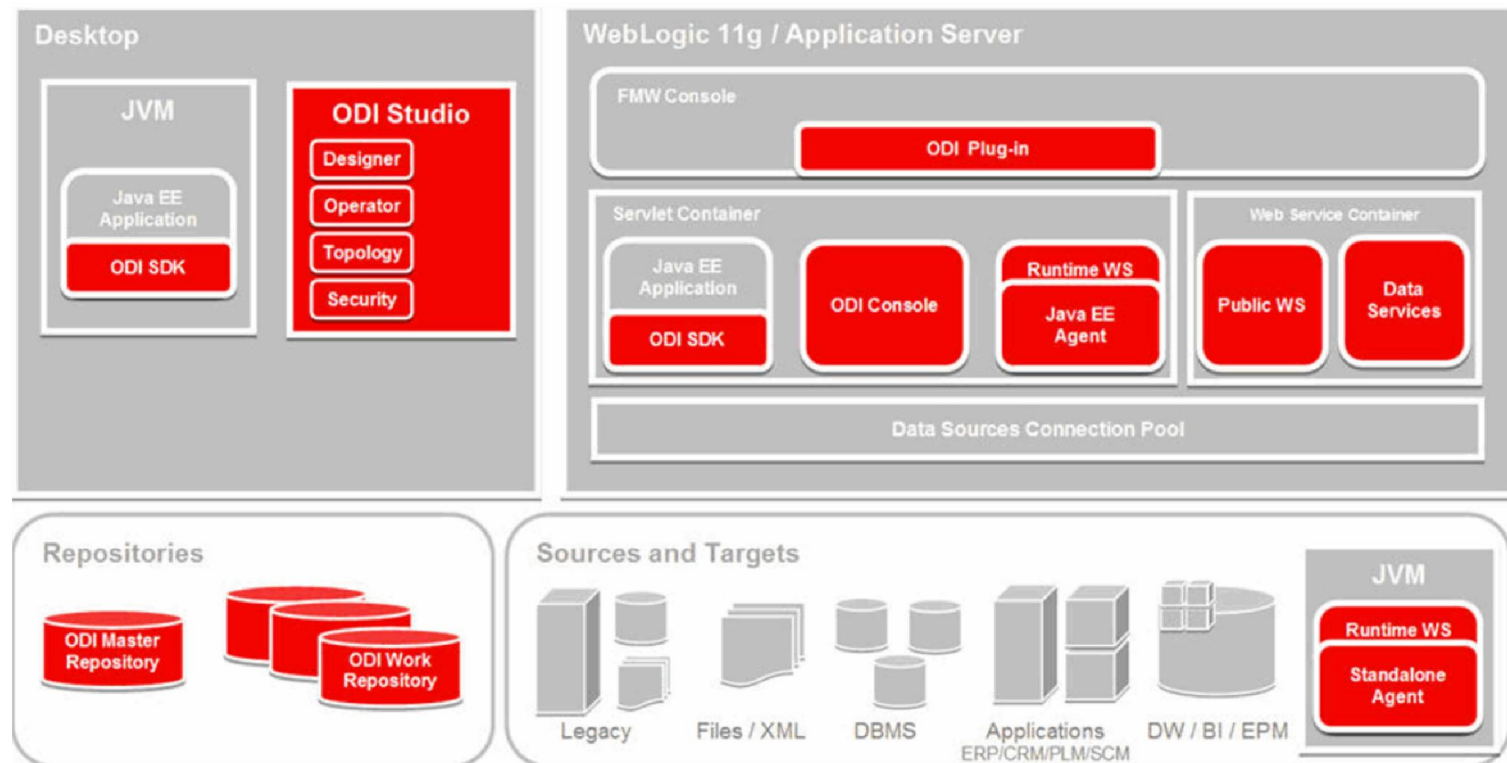 Desktop
JVM
Java EE
Application
ODI SDK
ODI Studio
Designer
Operator
Topology
Security
WebLogic 11g / Application Server
FMW Console
ODI Plug-in
Servlet Container
Java EE
Application
ODI SDK
ODI Console
Runtime WS
Java EE
Agent
Web Service Container
Public WS
Data
Services
Data Sources Connection Pool
Repositories
ODI Master
Repository
ODI Work
Repository
Sources and Targets
Legacy
Files / XML
DBMS
Applications
ERP/CRM/PLM/SCM
DW / BI / EPM
JVM
Runtime WS
Standalone
Agent